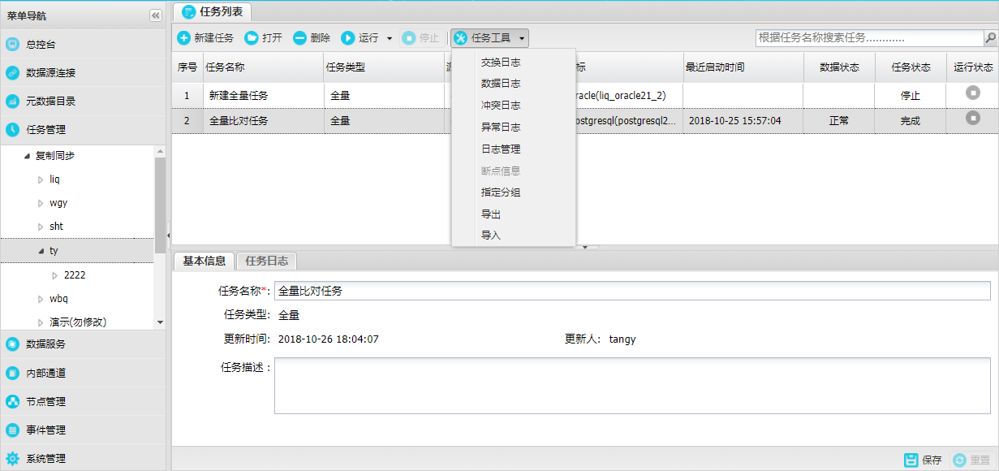 菜单导航
总控台
数据源连接
元数据目录
任务管理
复制同步
liq
wgy
sht
ty
2222
wbq
演示(勿修改)
数据服务
内部通道
节点管理
事件管理
系统管理
任务列表
新建任务 打开 删除 运行 停止 任务工具 根据任务名称搜索任务............
序号 任务名称 任务类型 标 最近启动时间 数据状态 任务状态 运行状态
1 新建全量任务 全量 racle(liq_oracle21_2) 停止
2 全量比对任务 全量 ostgresql(postgresql2... 2018-10-25 15:57:04 正常 完成
交换日志
数据日志
冲突日志
异常日志
日志管理
断点信息
指定分组
导出
导入
基本信息 任务日志
任务名称*: 全量比对任务
任务类型: 全量
更新时间: 2018-10-26 18:04:07 更新人: tangy
任务描述 :
保存 重置